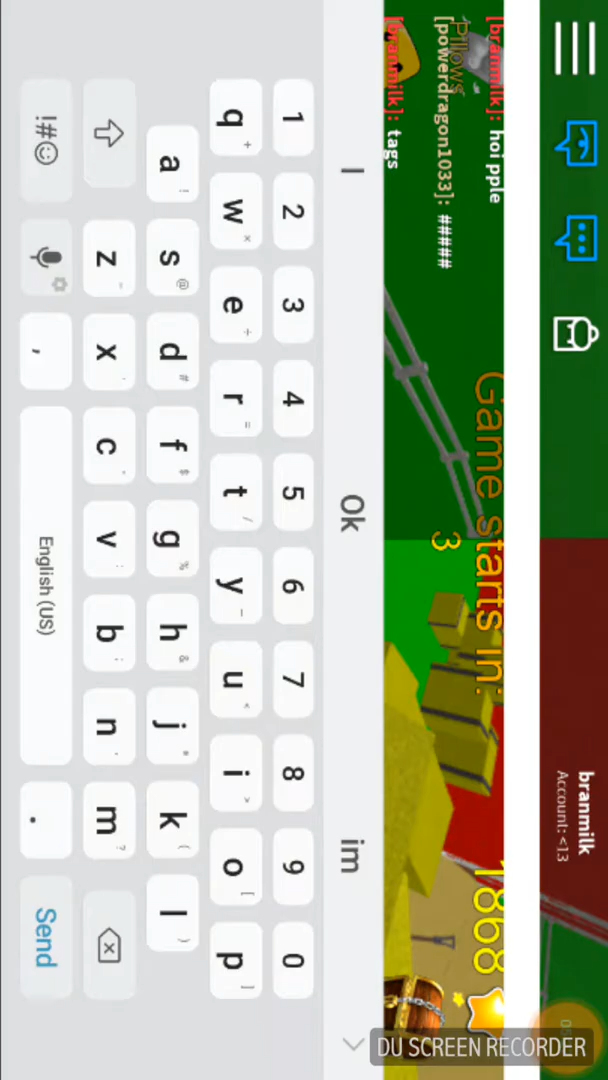 branmilk
Account: <13
[branmilk]: hoi pple
Pillows
[powerdragon1033]: #####
[branmilk]: tags
Game starts in:
3
1868
I Ok im
1 2 3 4 5 6 7 8 9 0
q w e r t y u i o p
a s d f g h j k l
z x c v b n m
!#☺ , English (US) . Send
DU SCREEN RECORDER